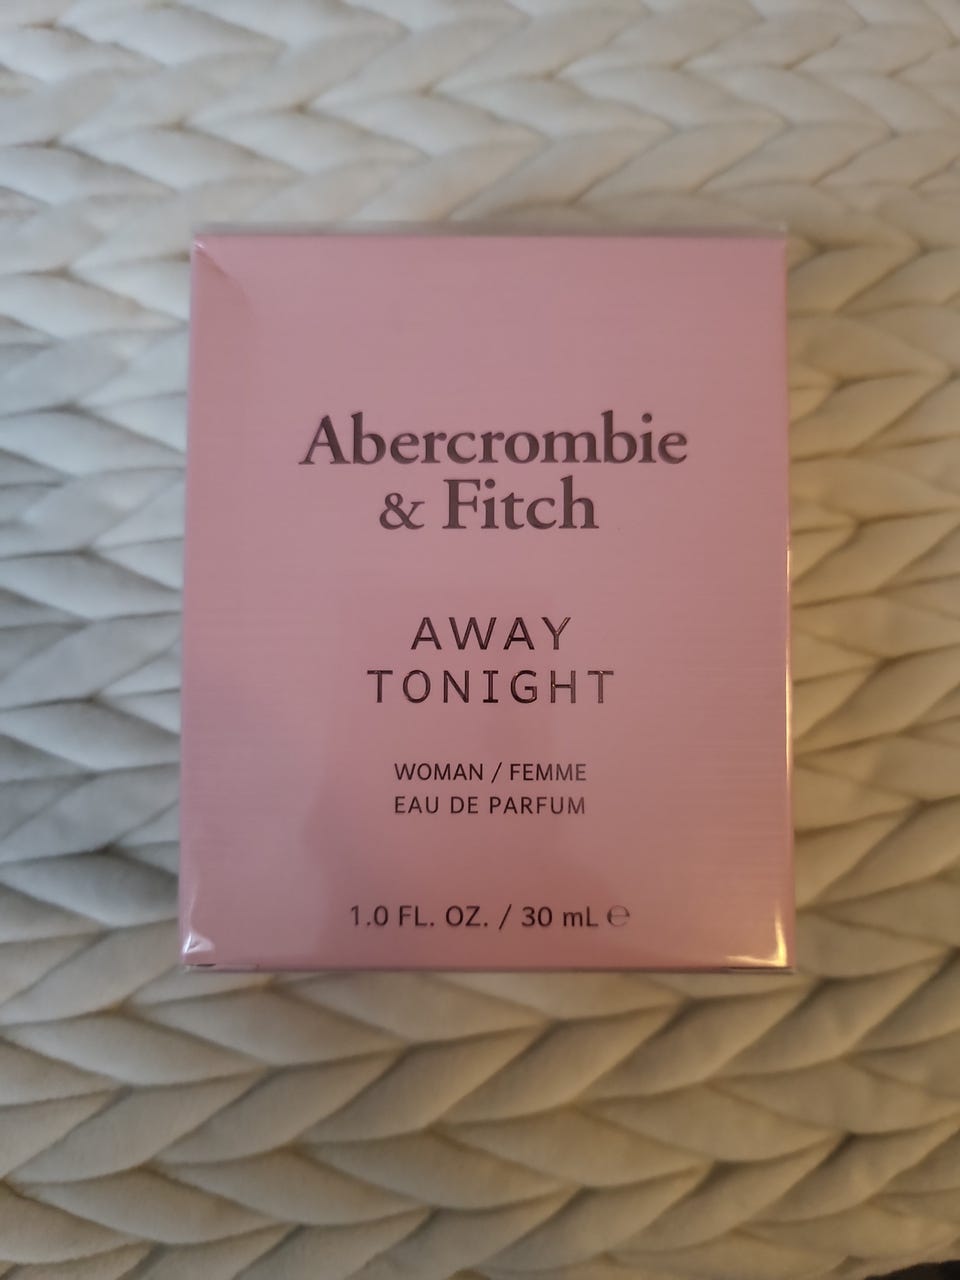 Abercrombie
& Fitch
AWAY
TONIGHT
WOMAN / FEMME
EAU DE PARFUM
1.0 FL. OZ. / 30 mL ℮